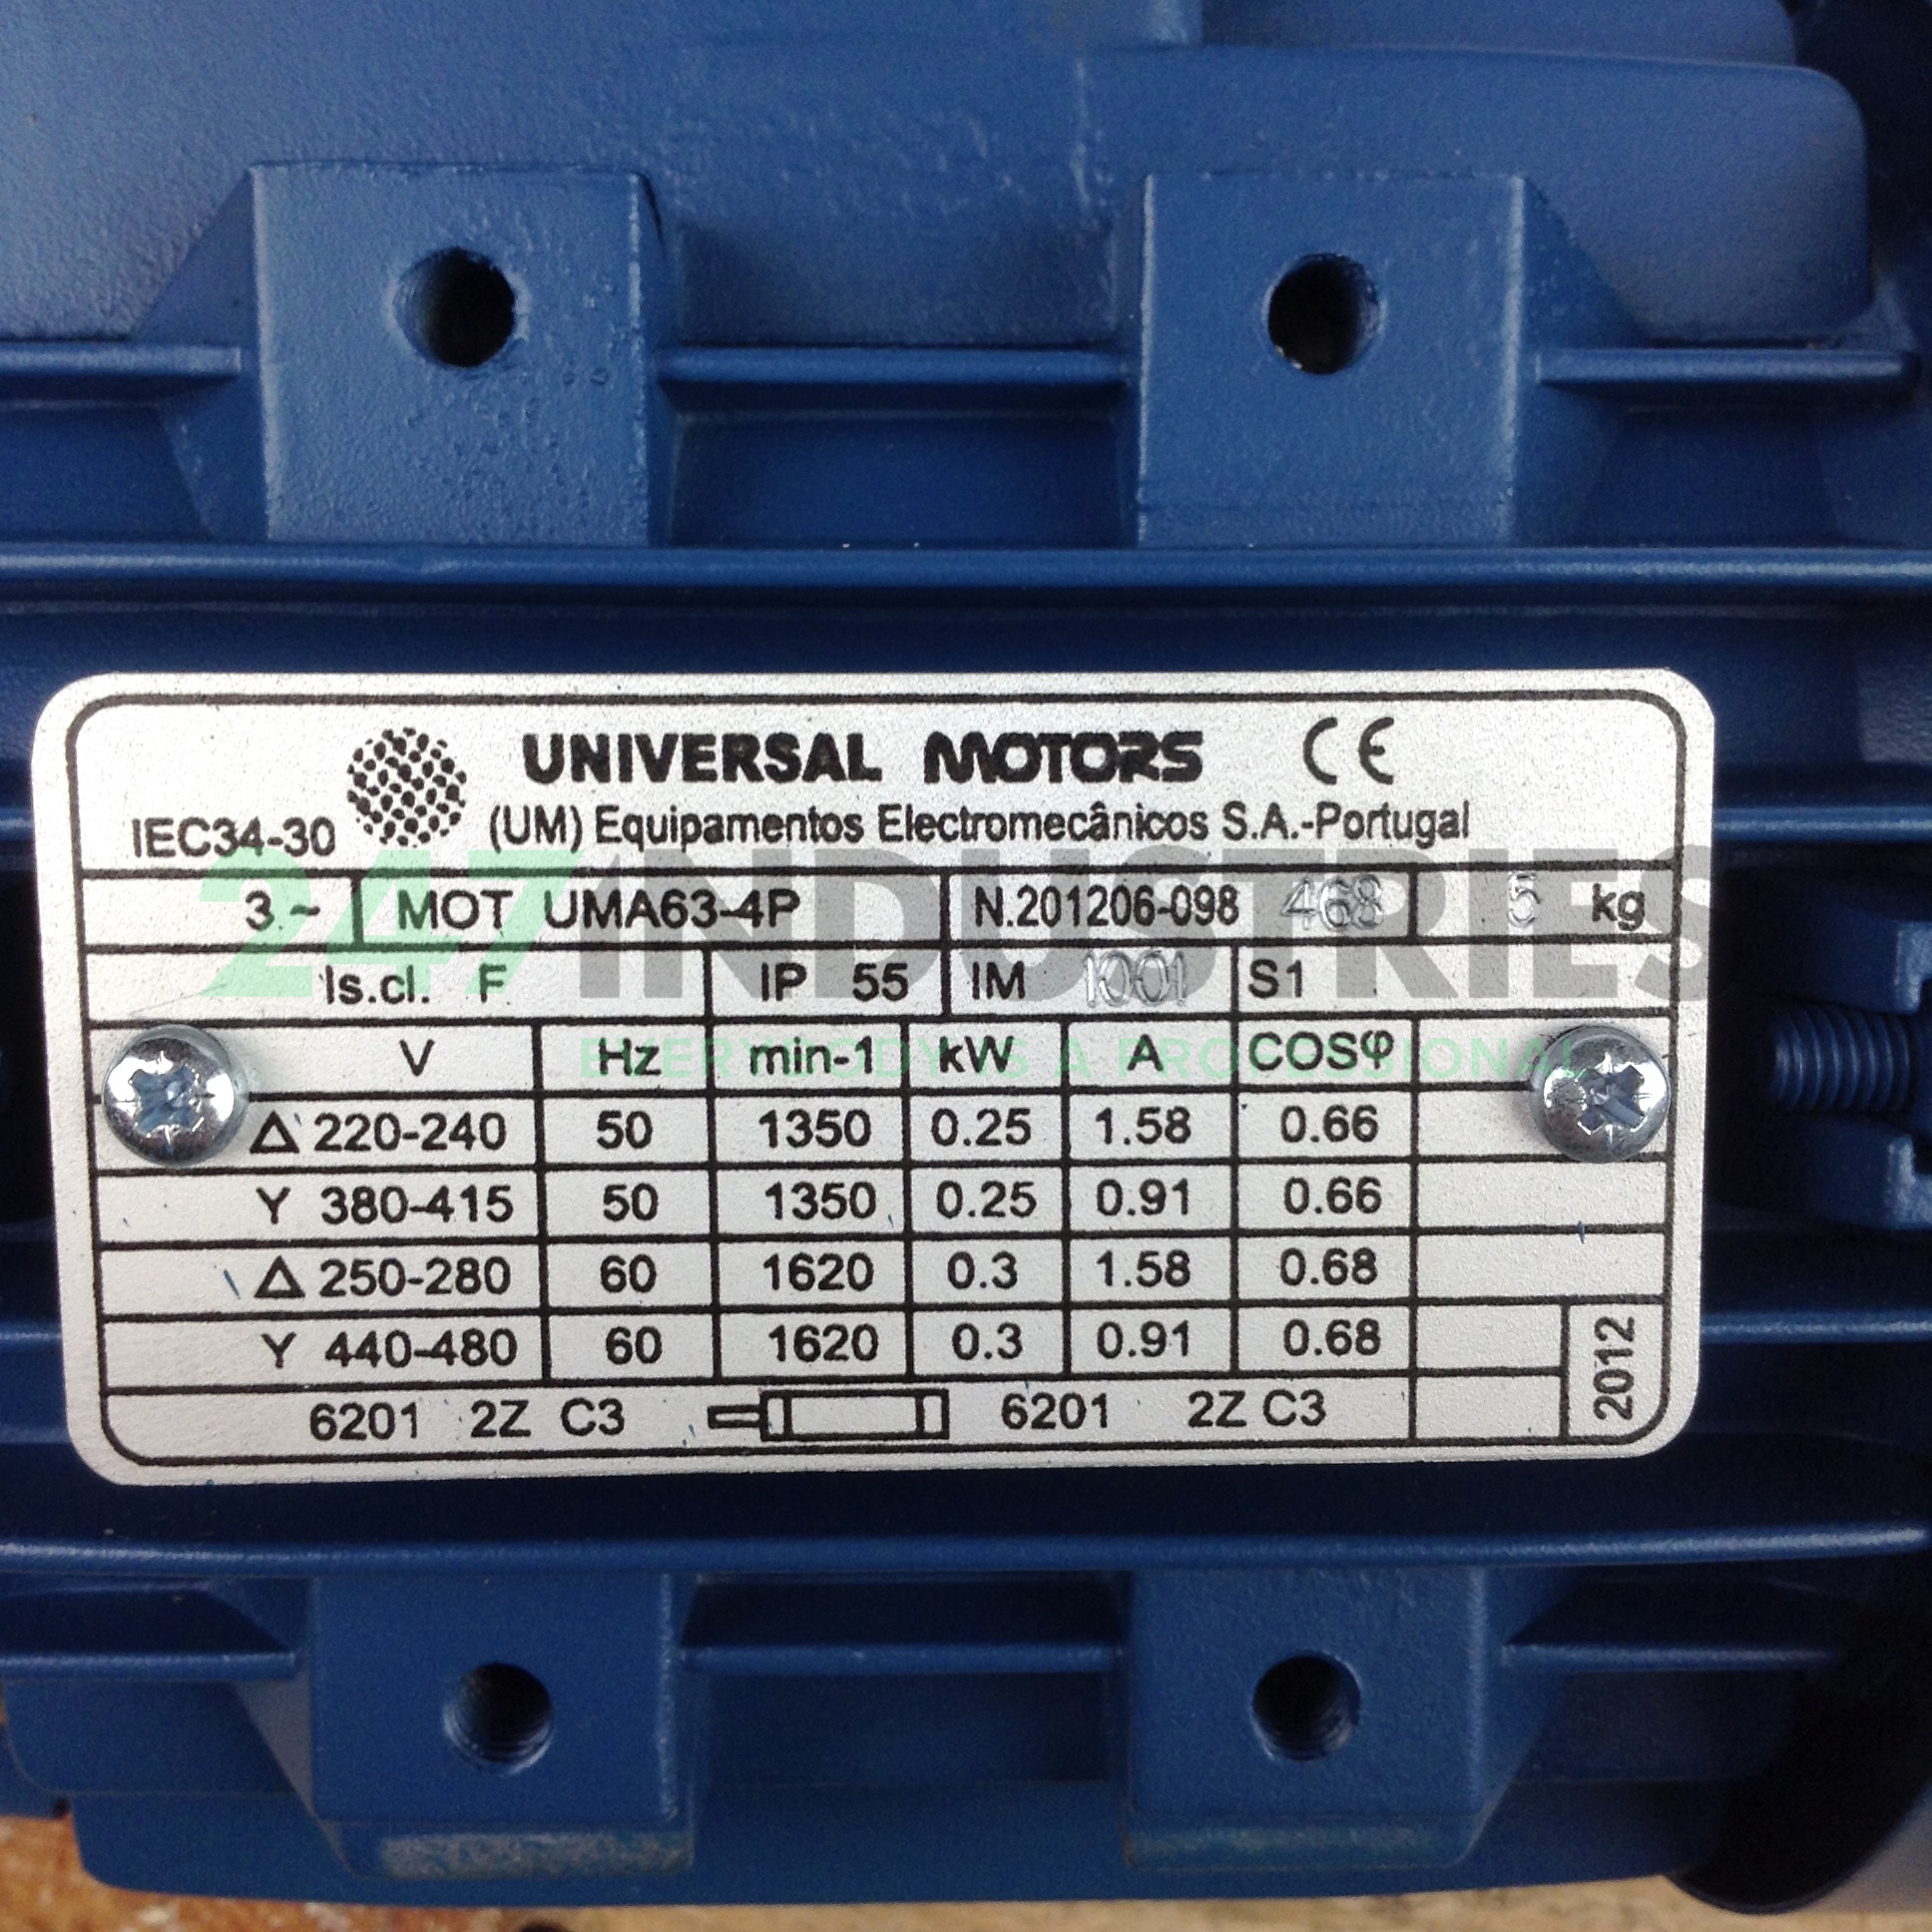 UNIVERSAL MOTORS CE
IEC34-30 (UM) Equipamentos Electromecânicos S.A.-Portugal
3 ~ MOT UMA63-4P N.201206-098 468 5 kg
247INDUSTRIES
Is.cl. F IP 55 IM 1001 S1
V Hz min-1 kW A COSφ
EVERYBODY IS A PROFESSIONAL
Δ 220-240 50 1350 0.25 1.58 0.66
Y 380-415 50 1350 0.25 0.91 0.66
Δ 250-280 60 1620 0.3 1.58 0.68
Y 440-480 60 1620 0.3 0.91 0.68
2012
6201 2Z C3 6201 2Z C3